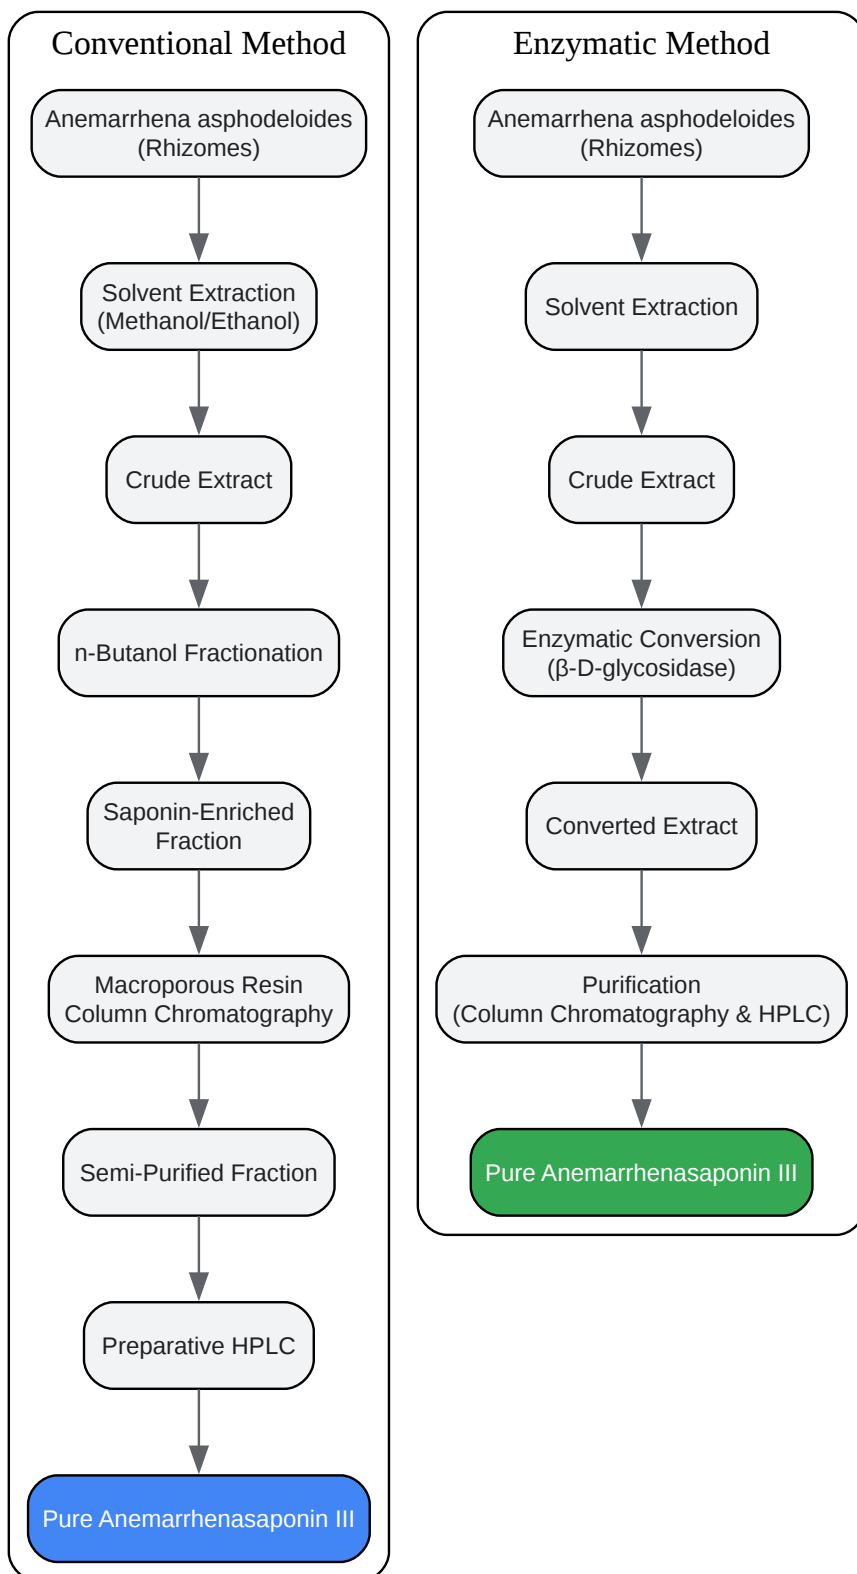 Conventional Method
Anemarrhena asphodeloides
(Rhizomes)
Solvent Extraction
(Methanol/Ethanol)
Crude Extract
n-Butanol Fractionation
Saponin-Enriched
Fraction
Macroporous Resin
Column Chromatography
Semi-Purified Fraction
Preparative HPLC
Pure Anemarrhenasaponin III
Enzymatic Method
Anemarrhena asphodeloides
(Rhizomes)
Solvent Extraction
Crude Extract
Enzymatic Conversion
(β-D-glycosidase)
Converted Extract
Purification
(Column Chromatography & HPLC)
Pure Anemarrhenasaponin III